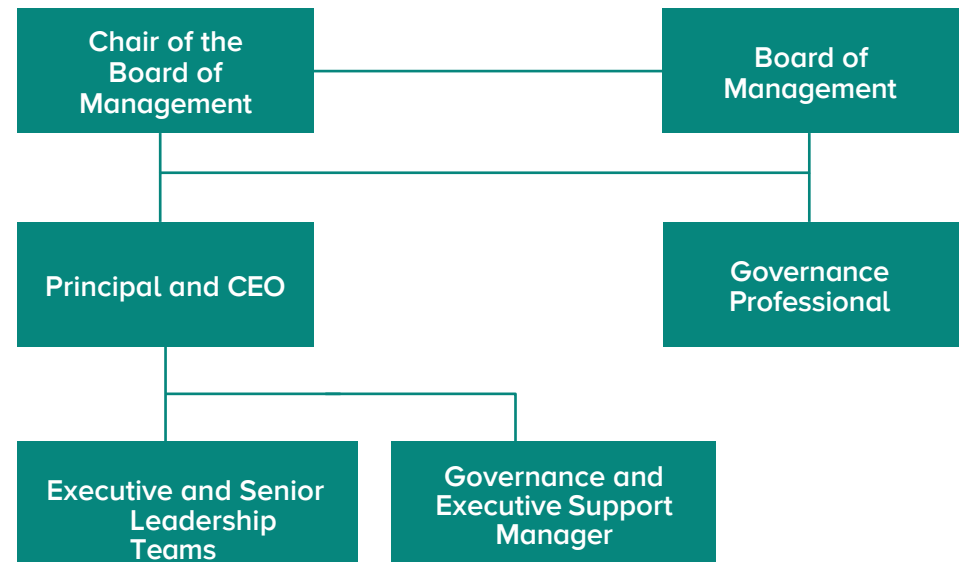 Chair of the
Board of
Management
Board of
Management
Principal and CEO
Governance
Professional
Executive and Senior
Leadership
Teams
Governance and
Executive Support
Manager